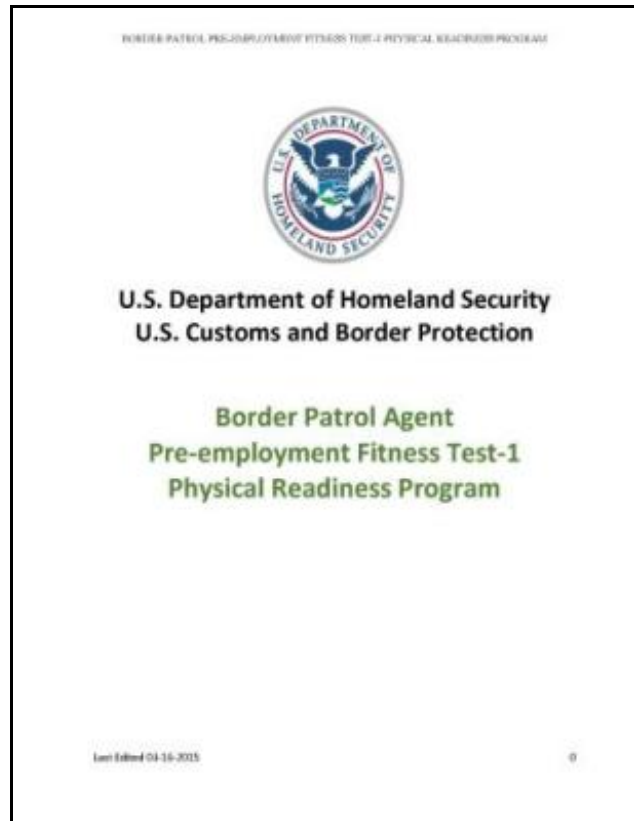 BORDER PATROL PRE-EMPLOYMENT FITNESS TEST-1 PHYSICAL READINESS PROGRAM
U.S. DEPARTMENT OF
HOMELAND SECURITY
U.S. Department of Homeland Security
U.S. Customs and Border Protection
Border Patrol Agent
Pre-employment Fitness Test-1
Physical Readiness Program
Last Edited 03-16-2015 0